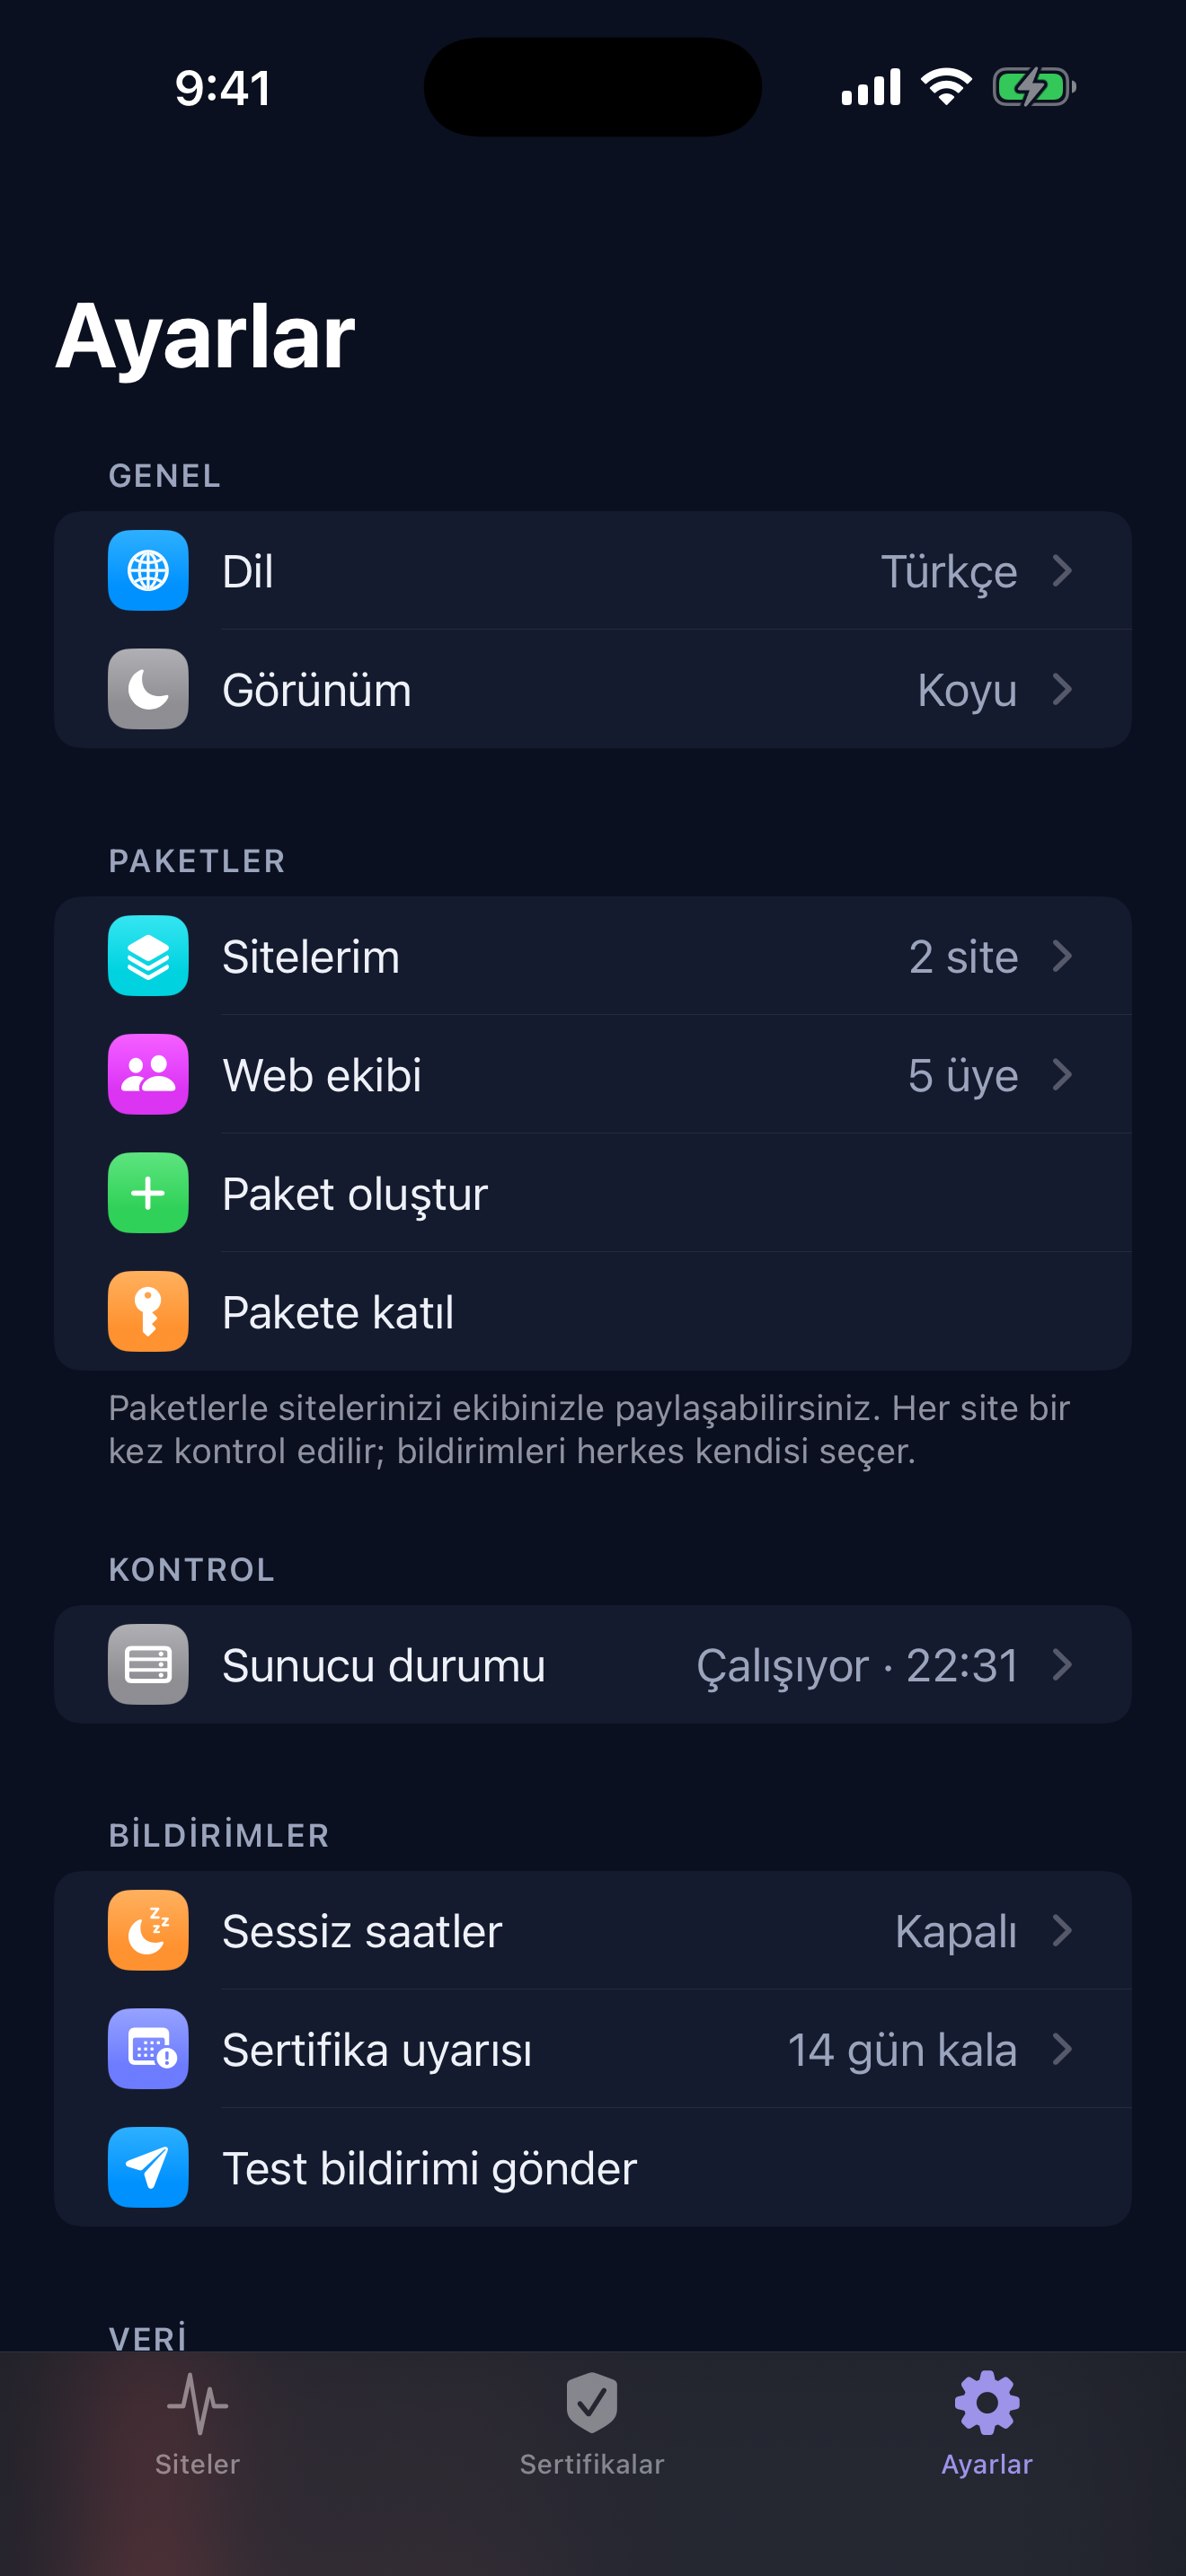 9:41
Ayarlar
GENEL
Dil Türkçe
Görünüm Koyu
PAKETLER
Sitelerim 2 site
Web ekibi 5 üye
Paket oluştur
Pakete katıl
Paketlerle sitelerinizi ekibinizle paylaşabilirsiniz. Her site bir
kez kontrol edilir; bildirimleri herkes kendisi seçer.
KONTROL
Sunucu durumu Çalışıyor · 22:31
BİLDİRİMLER
Sessiz saatler Kapalı
Sertifika uyarısı 14 gün kala
Test bildirimi gönder
VERİ
Siteler Sertifikalar Ayarlar